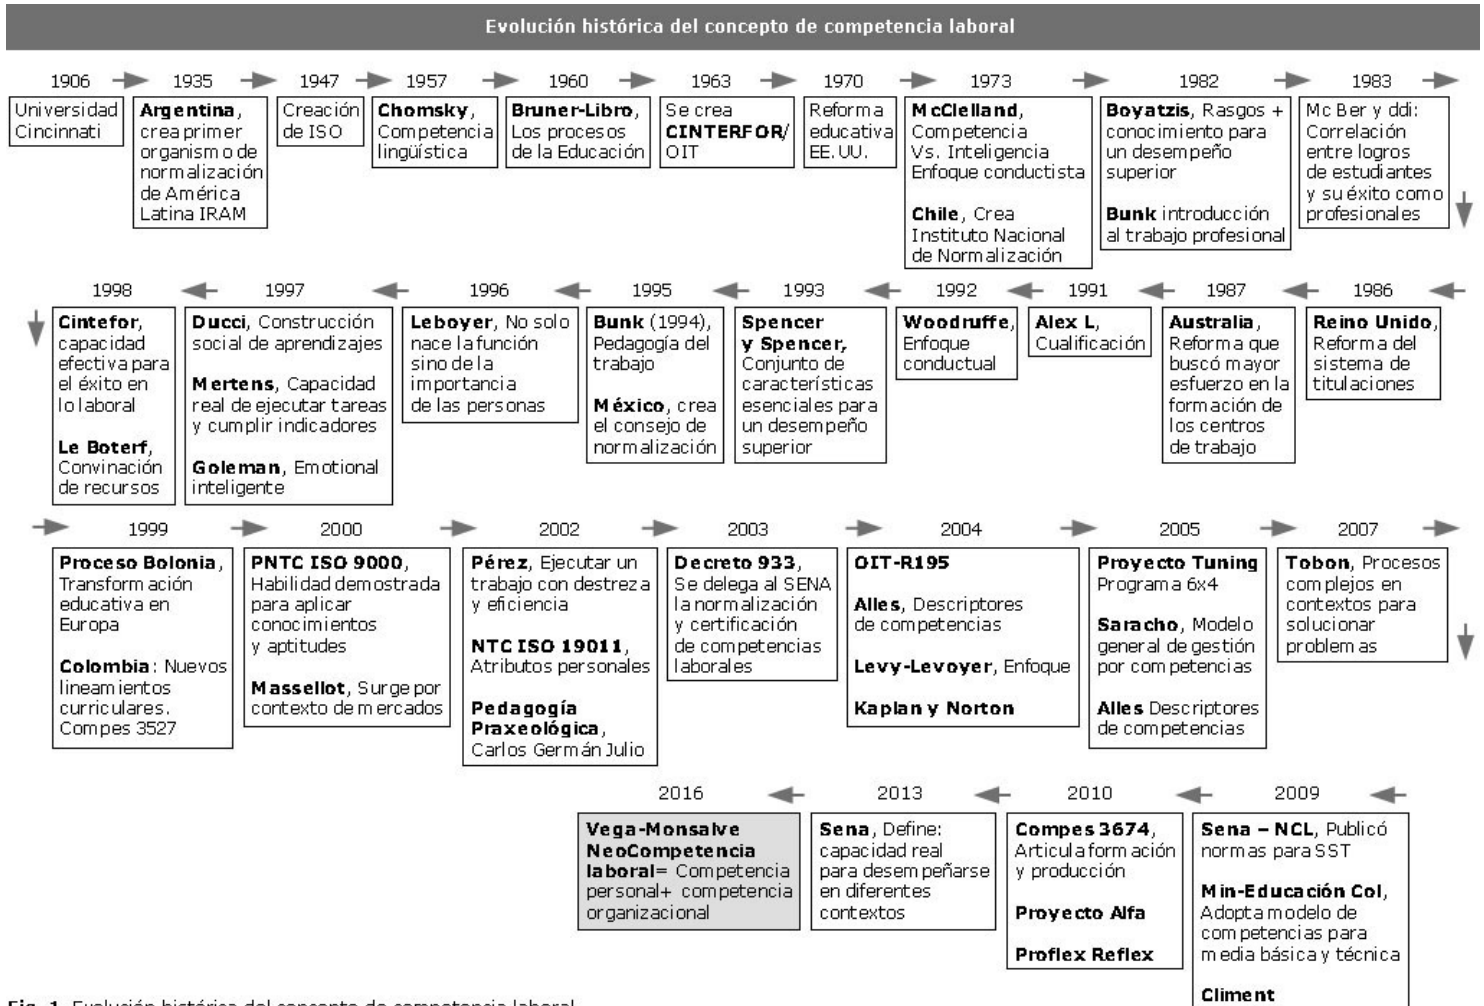 Evolución histórica del concepto de competencia laboral
1906
Universidad
Cincinnati
1935
Argentina,
crea primer
organismo de
normalización
de América
Latina IRAM
1947
Creación
de ISO
1957
Chomsky,
Competencia
lingüística
1960
Bruner-Libro,
Los procesos
de la Educación
1963
Se crea
CINTERFOR/
OIT
1970
Reforma
educativa
EE.UU.
1973
McClelland,
Competencia
Vs. Inteligencia
Enfoque conductista
Chile, Crea
Instituto Nacional
de Normalización
1982
Boyatzis, Rasgos +
conocimiento para
un desempeño
superior
Bunk introducción
al trabajo profesional
1983
Mc Ber y ddi:
Correlación
entre logros
de estudiantes
y su éxito como
profesionales
1986
Reino Unido,
Reforma del
sistema de
titulaciones
1987
Australia,
Reforma que
buscó mayor
esfuerzo en la
formación de
los centros
de trabajo
1991
Alex L,
Cualificación
1992
Woodruffe,
Enfoque
conductual
1993
Spencer
y Spencer,
Conjunto de
características
esenciales para
un desempeño
superior
1995
Bunk (1994),
Pedagogía del
trabajo
México, crea
el consejo de
normalización
1996
Leboyer, No solo
nace la función
sino de la
importancia
de las personas
1997
Ducci, Construcción
social de aprendizajes
Mertens, Capacidad
real de ejecutar tareas
y cumplir indicadores
Goleman, Emotional
inteligente
1998
Cintefor,
capacidad
efectiva para
el éxito en
lo laboral
Le Boterf,
Convinación
de recursos
1999
Proceso Bolonia,
Transformación
educativa en
Europa
Colombia: Nuevos
lineamientos
curriculares.
Compes 3527
2000
PNTC ISO 9000,
Habilidad demostrada
para aplicar
conocimientos
y aptitudes
Massellot, Surge por
contexto de mercados
2002
Pérez, Ejecutar un
trabajo con destreza
y eficiencia
NTC ISO 19011,
Atributos personales
Pedagogía
Praxeológica,
Carlos Germán Julio
2003
Decreto 933,
Se delega al SENA
la normalización
y certificación
de competencias
laborales
2004
OIT-R195
Alles, Descriptores
de competencias
Levy-Levoyer, Enfoque
Kaplan y Norton
2005
Proyecto Tuning
Programa 6x4
Saracho, Modelo
general de gestión
por competencias
Alles Descriptores
de competencias
2007
Tobon, Procesos
complejos en
contextos para
solucionar
problemas
2009
Sena – NCL, Publicó
normas para SST
Min-Educación Col,
Adopta modelo de
competencias para
media básica y técnica
Climent
2010
Compes 3674,
Articula formación
y producción
Proyecto Alfa
Proflex Reflex
2013
Sena, Define:
capacidad real
para desempeñarse
en diferentes
contextos
2016
Vega-Monsalve
NeoCompetencia
laboral= Competencia
personal+ competencia
organizacional
Fig. 1. Evolución histórica del concepto de competencia laboral